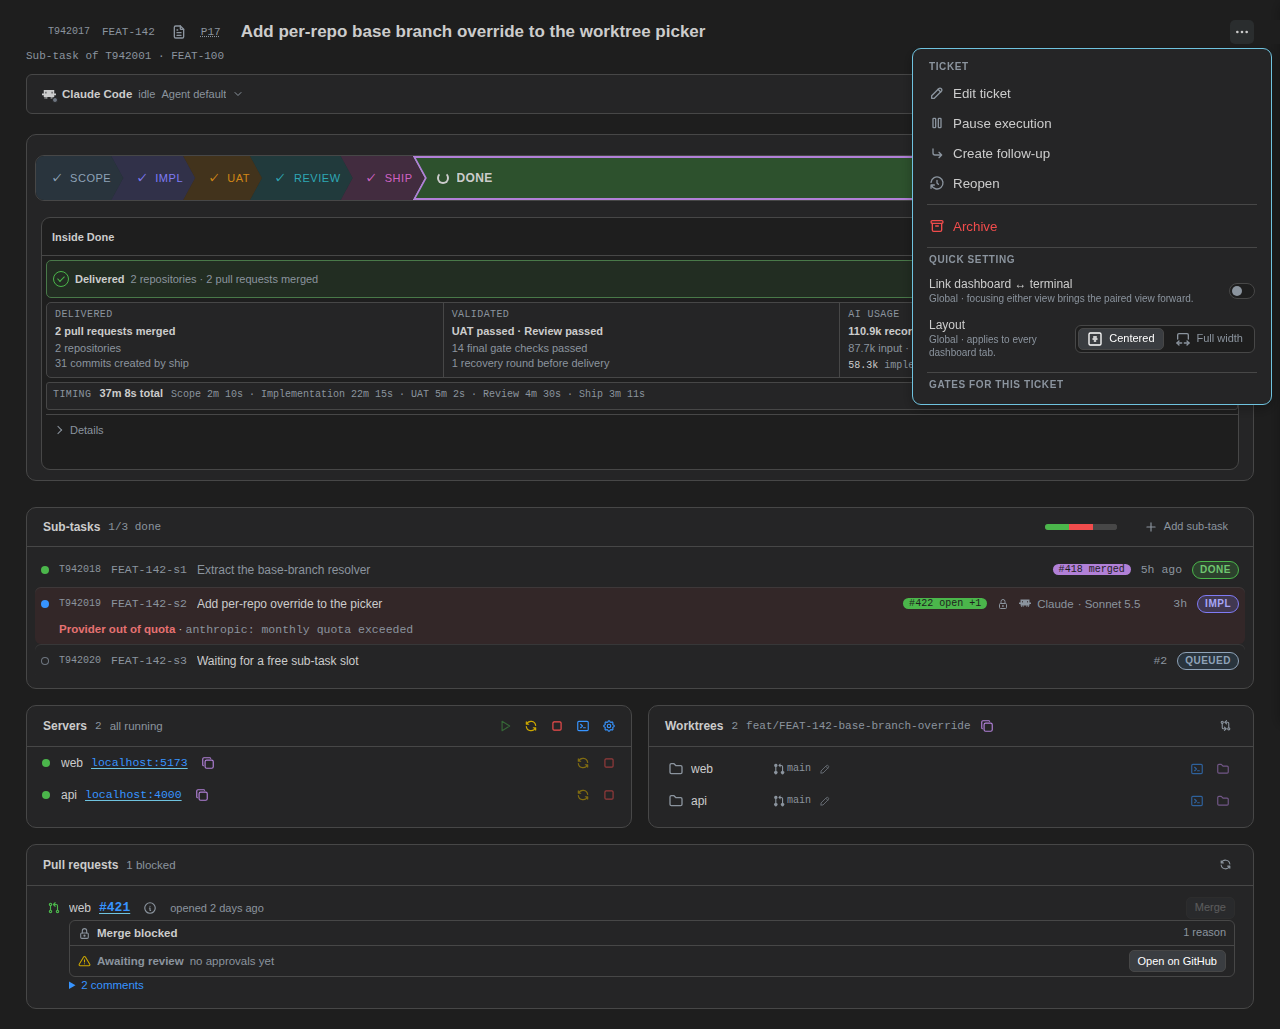 T942017 FEAT-142 P17 Add per-repo base branch override to the worktree picker
Sub-task of T942001 · FEAT-100
Claude Code idle Agent default
SCOPE IMPL UAT REVIEW SHIP DONE
Inside Done
Delivered 2 repositories · 2 pull requests merged
DELIVERED
2 pull requests merged
2 repositories
31 commits created by ship
VALIDATED
UAT passed · Review passed
14 final gate checks passed
1 recovery round before delivery
AI USAGE
110.9k recor
87.7k input ·
58.3k imple
TIMING 37m 8s total Scope 2m 10s · Implementation 22m 15s · UAT 5m 2s · Review 4m 30s · Ship 3m 11s
Details
TICKET
Edit ticket
Pause execution
Create follow-up
Reopen
Archive
QUICK SETTING
Link dashboard ↔ terminal
Global · focusing either view brings the paired view forward.
Layout
Global · applies to every
dashboard tab.
Centered Full width
GATES FOR THIS TICKET
Sub-tasks 1/3 done Add sub-task
T942018 FEAT-142-s1 Extract the base-branch resolver #418 merged 5h ago DONE
T942019 FEAT-142-s2 Add per-repo override to the picker #422 open +1 Claude · Sonnet 5.5 3h IMPL
Provider out of quota · anthropic: monthly quota exceeded
T942020 FEAT-142-s3 Waiting for a free sub-task slot #2 QUEUED
Servers 2 all running
web localhost:5173
api localhost:4000
Worktrees 2 feat/FEAT-142-base-branch-override
web main
api main
Pull requests 1 blocked
web #421 opened 2 days ago Merge
Merge blocked 1 reason
Awaiting review no approvals yet Open on GitHub
2 comments